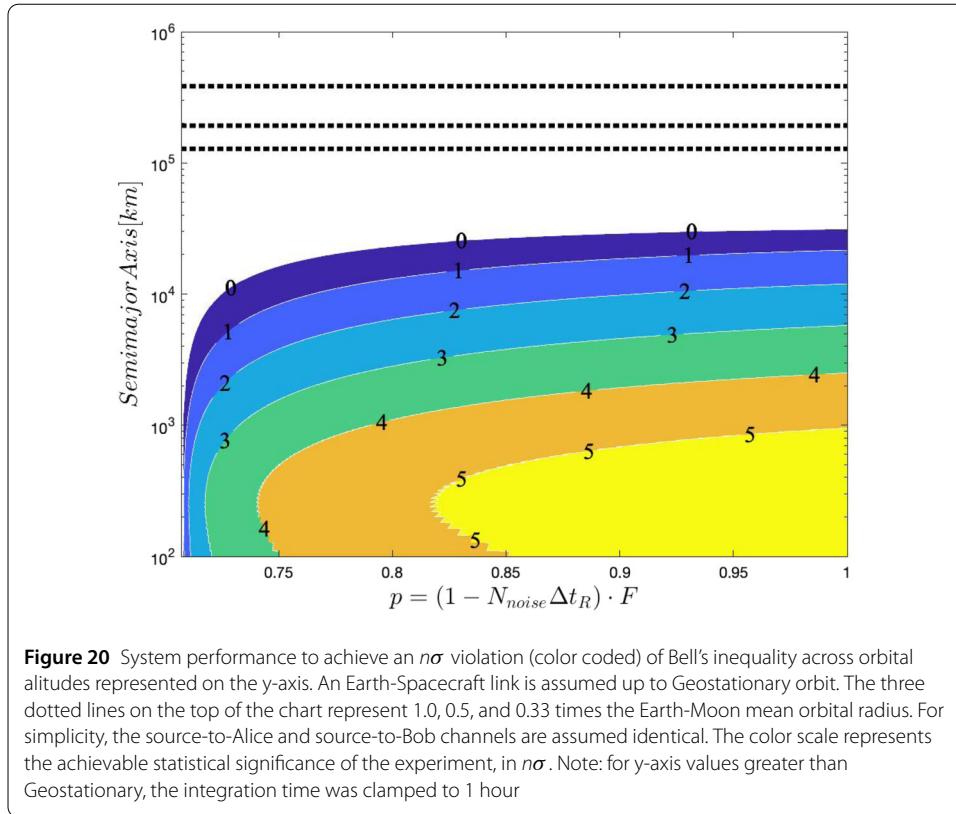 10^6
10^5
10^4
10^3
10^2
Semimajor Axis[km]
0 0 0
1 1 1
2 2 2
3 3 3
4 4 4 4
5 5 5 5
0.75 0.8 0.85 0.9 0.95 1
p = (1 − N_noise Δt_R) · F
Figure 20 System performance to achieve an nσ violation (color coded) of Bell's inequality across orbital
alitudes represented on the y-axis. An Earth-Spacecraft link is assumed up to Geostationary orbit. The three
dotted lines on the top of the chart represent 1.0, 0.5, and 0.33 times the Earth-Moon mean orbital radius. For
simplicity, the source-to-Alice and source-to-Bob channels are assumed identical. The color scale represents
the achievable statistical significance of the experiment, in nσ. Note: for y-axis values greater than
Geostationary, the integration time was clamped to 1 hour